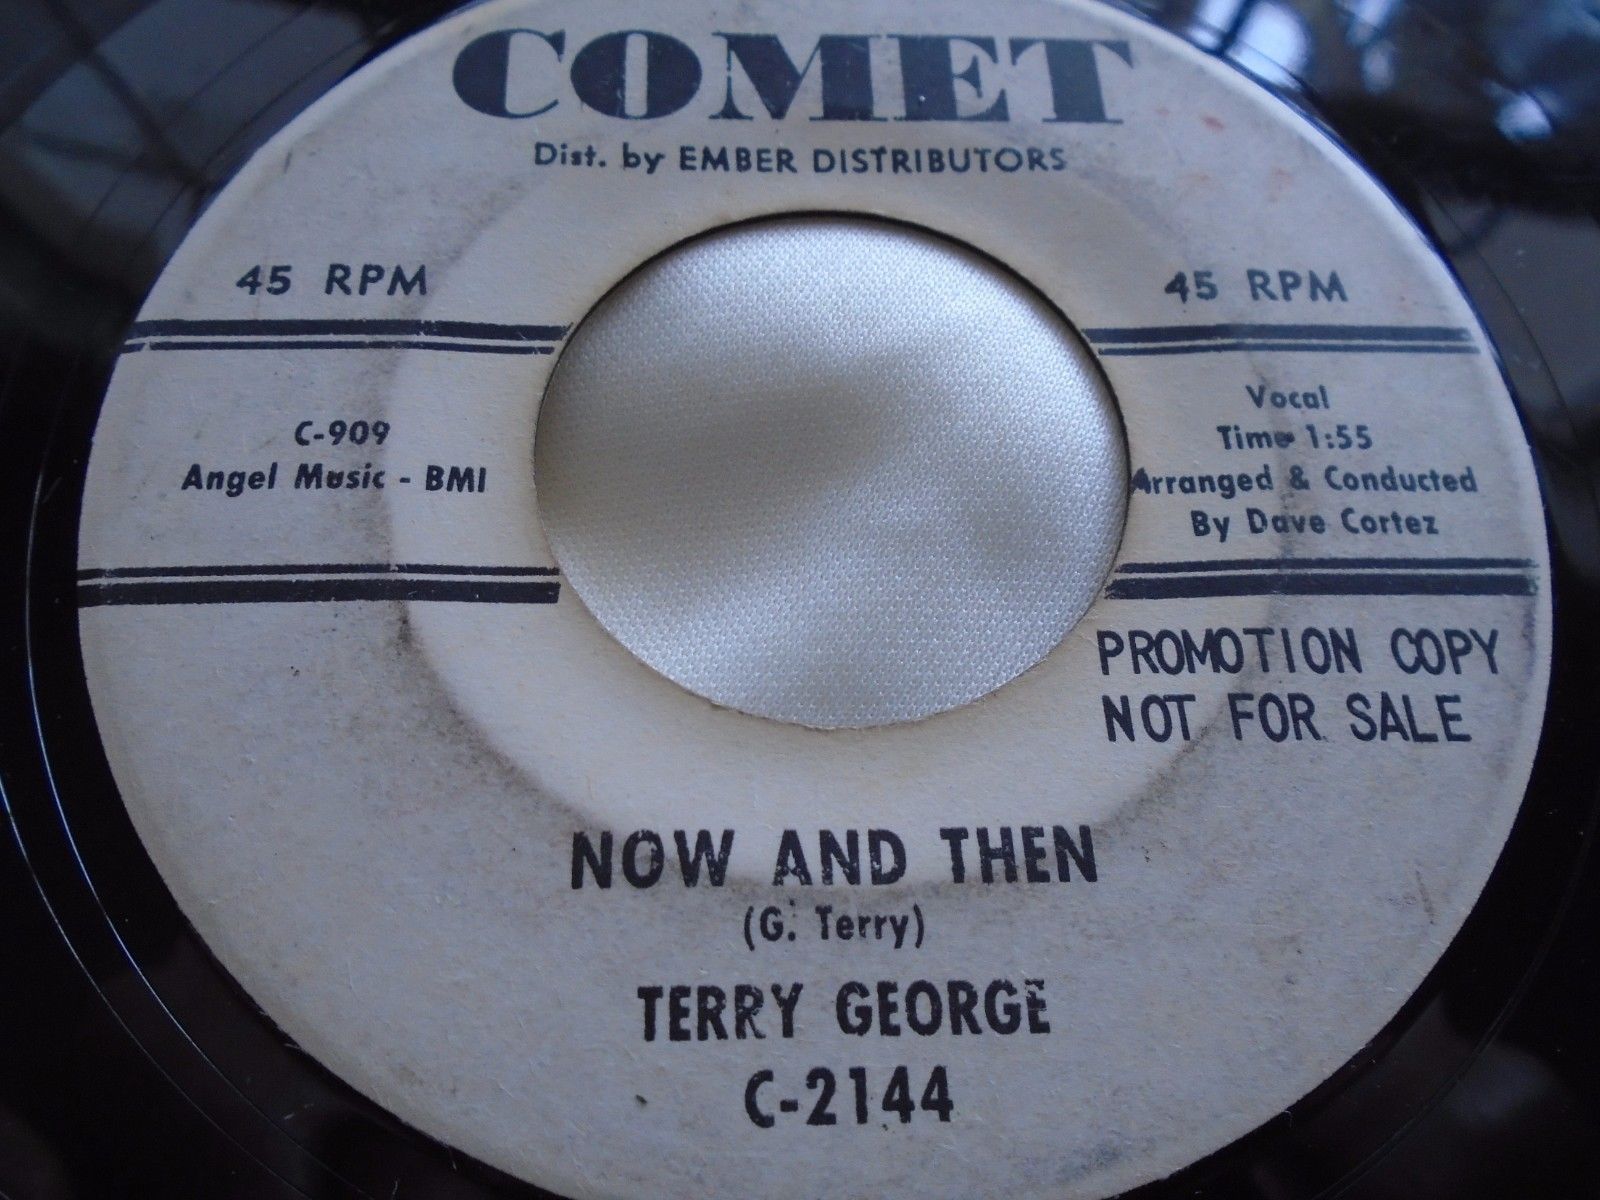 COMET
Dist. by EMBER DISTRIBUTORS
45 RPM
45 RPM
C-909
Angel Music - BMI
Vocal
Time 1:55
Arranged & Conducted
By Dave Cortez
PROMOTION COPY
NOT FOR SALE
NOW AND THEN
(G. Terry)
TERRY GEORGE
C-2144